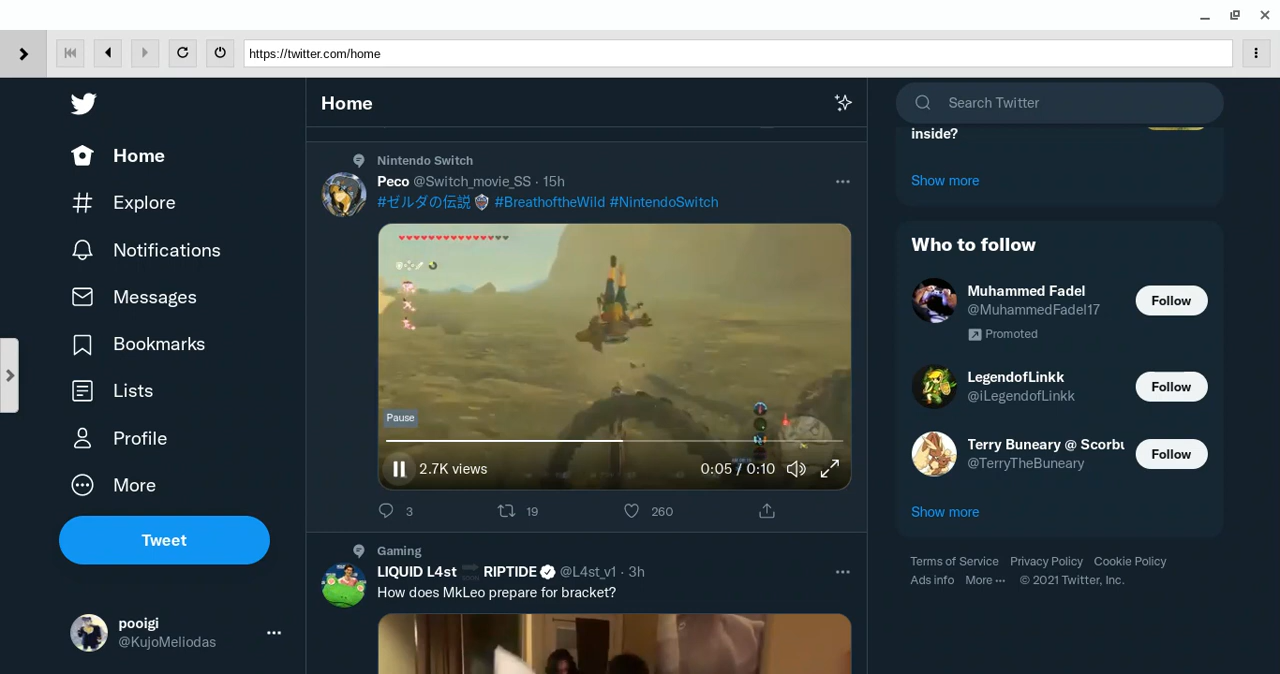 https://twitter.com/home
Home
Explore
Notifications
Messages
Bookmarks
Lists
Profile
More
Tweet
pooigi
@KujoMeliodas
Home
Nintendo Switch
Peco @Switch_movie_SS · 15h
#ゼルダの伝説 #BreathoftheWild #NintendoSwitch
Pause
2.7K views
0:05 / 0:10
3 19 260
Gaming
LIQUID L4st RIPTIDE @L4st_v1 · 3h
How does MkLeo prepare for bracket?
Search Twitter
inside?
Show more
Who to follow
Muhammed Fadel
@MuhammedFadel17
Follow
Promoted
LegendofLinkk
@iLegendofLinkk
Follow
Terry Buneary @ Scorbu
@TerryTheBuneary
Follow
Show more
Terms of Service Privacy Policy Cookie Policy
Ads info More ··· © 2021 Twitter, Inc.